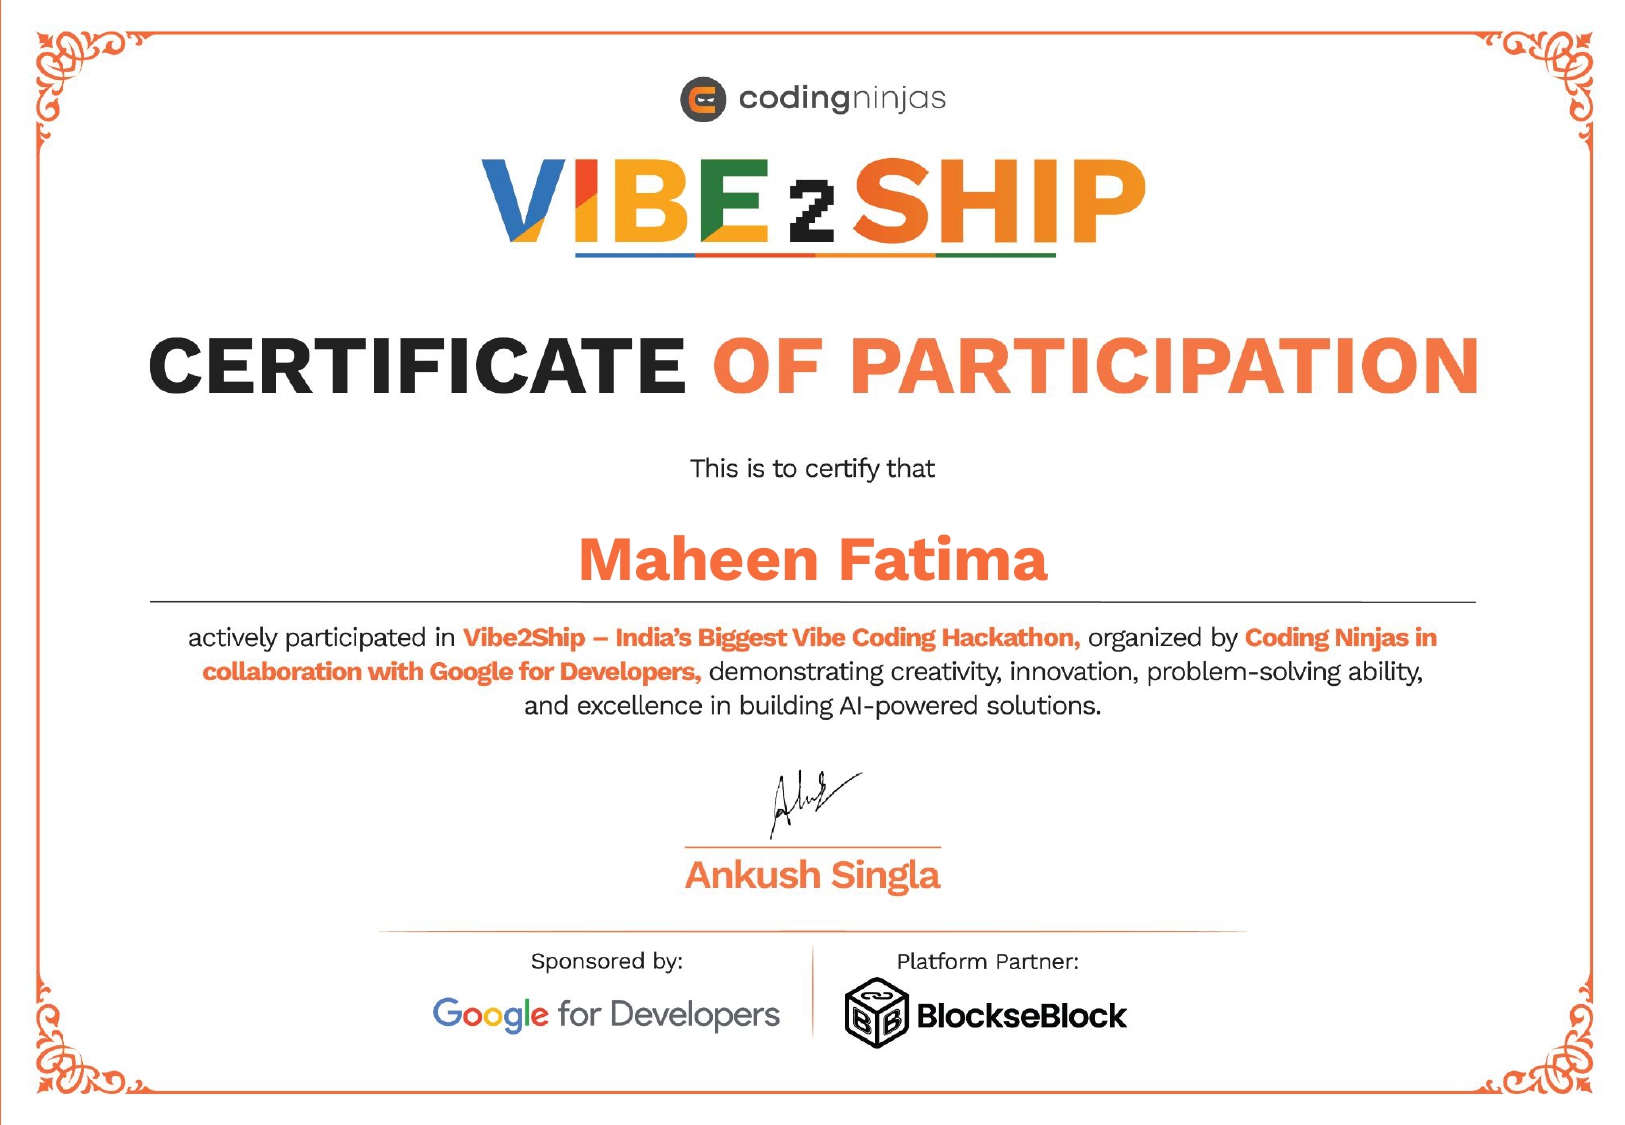 codingninjas
VIBE2SHIP
CERTIFICATE OF PARTICIPATION
This is to certify that
Maheen Fatima
actively participated in Vibe2Ship – India's Biggest Vibe Coding Hackathon, organized by Coding Ninjas in
collaboration with Google for Developers, demonstrating creativity, innovation, problem-solving ability,
and excellence in building AI-powered solutions.
Ankush Singla
Sponsored by:
Google for Developers
Platform Partner:
BlockseBlock